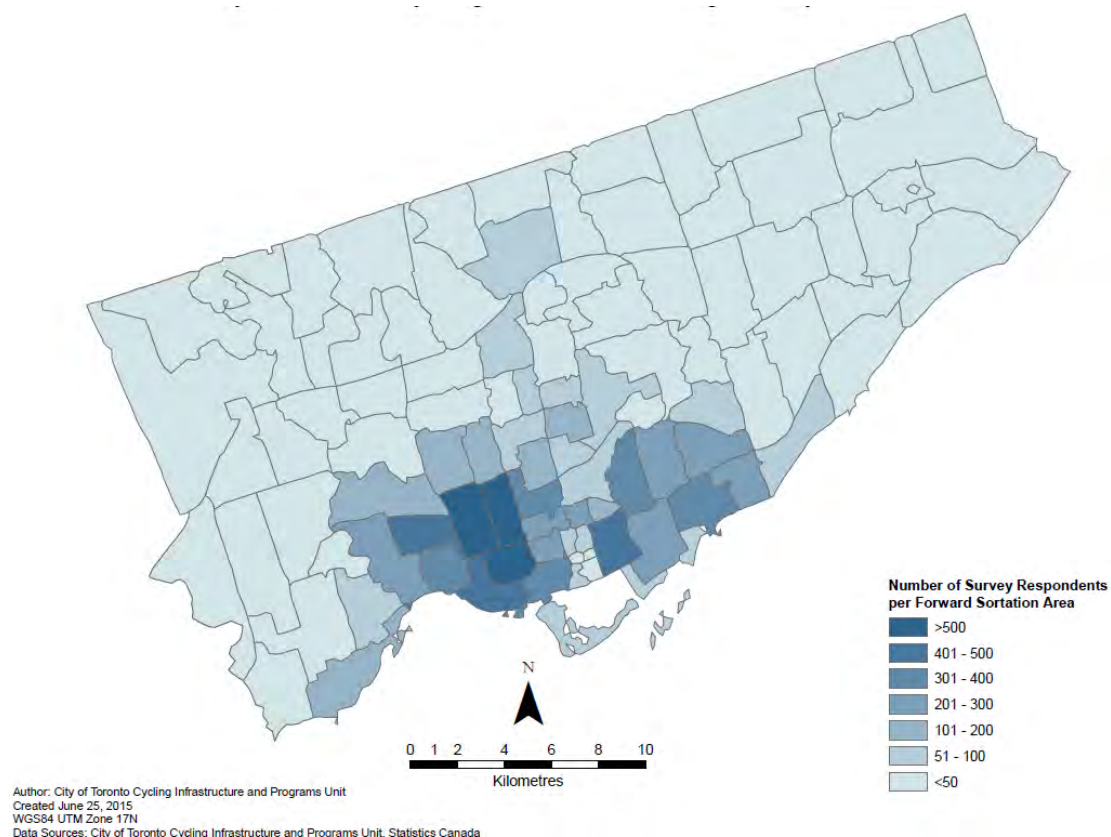 N
0 1 2 4 6 8 10
Kilometres
Number of Survey Respondents
per Forward Sortation Area
>500
401 - 500
301 - 400
201 - 300
101 - 200
51 - 100
<50
Author: City of Toronto Cycling Infrastructure and Programs Unit
Created June 25, 2015
WGS84 UTM Zone 17N
Data Sources: City of Toronto Cycling Infrastructure and Programs Unit, Statistics Canada